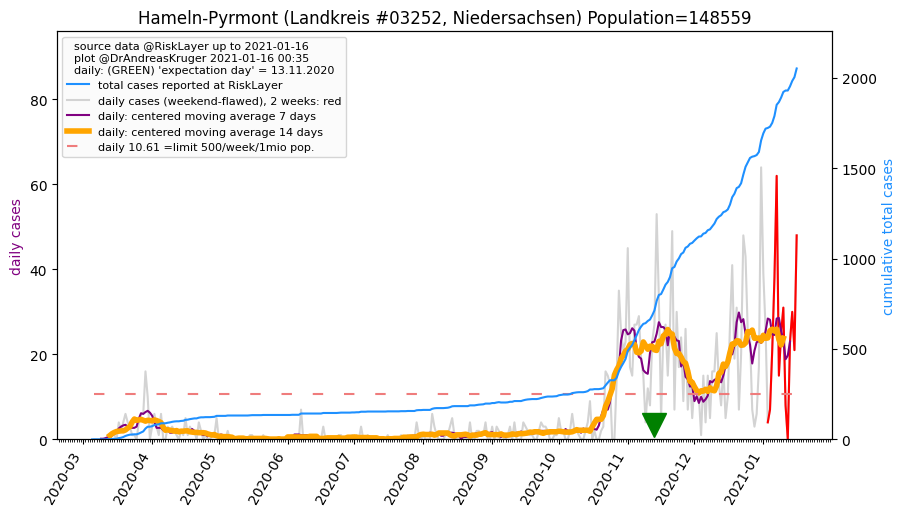 Hameln-Pyrmont (Landkreis #03252, Niedersachsen) Population=148559
source data @RiskLayer up to 2021-01-16
plot @DrAndreasKruger 2021-01-16 00:35
daily: (GREEN) 'expectation day' = 13.11.2020
total cases reported at RiskLayer
daily cases (weekend-flawed), 2 weeks: red
daily: centered moving average 7 days
daily: centered moving average 14 days
daily 10.61 =limit 500/week/1mio pop.
daily cases
80
60
40
20
0
cumulative total cases
2000
1500
1000
500
0
2020-03
2020-04
2020-05
2020-06
2020-07
2020-08
2020-09
2020-10
2020-11
2020-12
2021-01